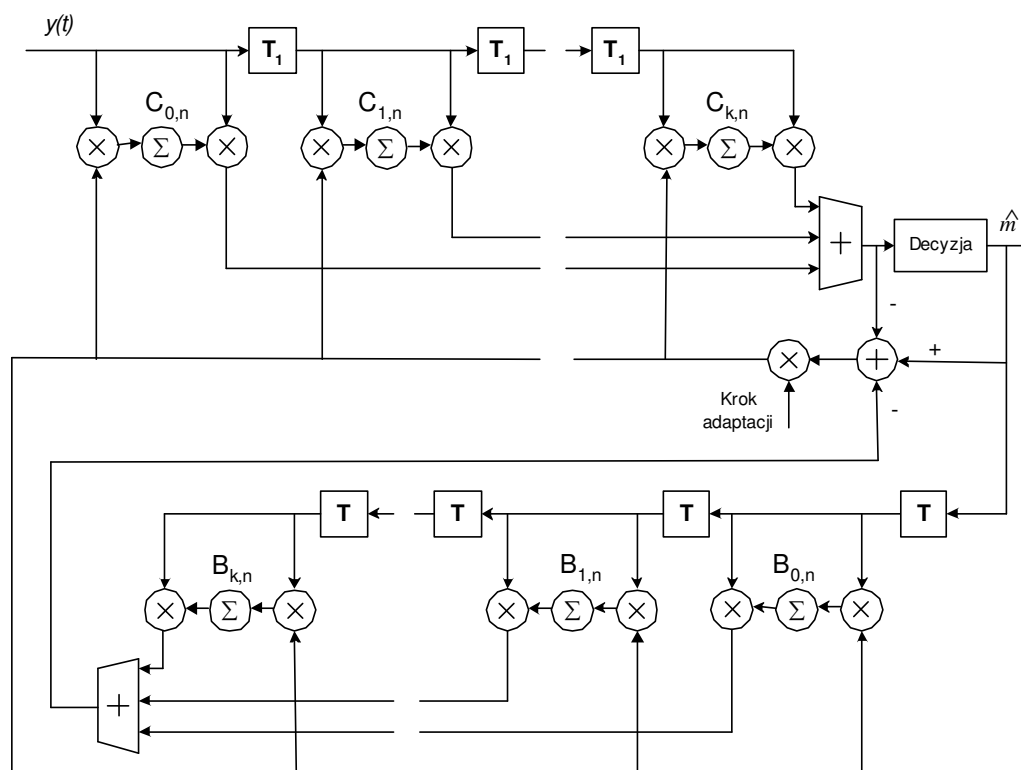 y(t)
T₁ T₁ T₁
C₀,ₙ C₁,ₙ Cₖ,ₙ
× Σ × × Σ × × Σ ×
m̂
+ Decyzja
-
× + +
Krok
adaptacji
-
T T T T
Bₖ,ₙ B₁,ₙ B₀,ₙ
× Σ × × Σ × × Σ ×
+